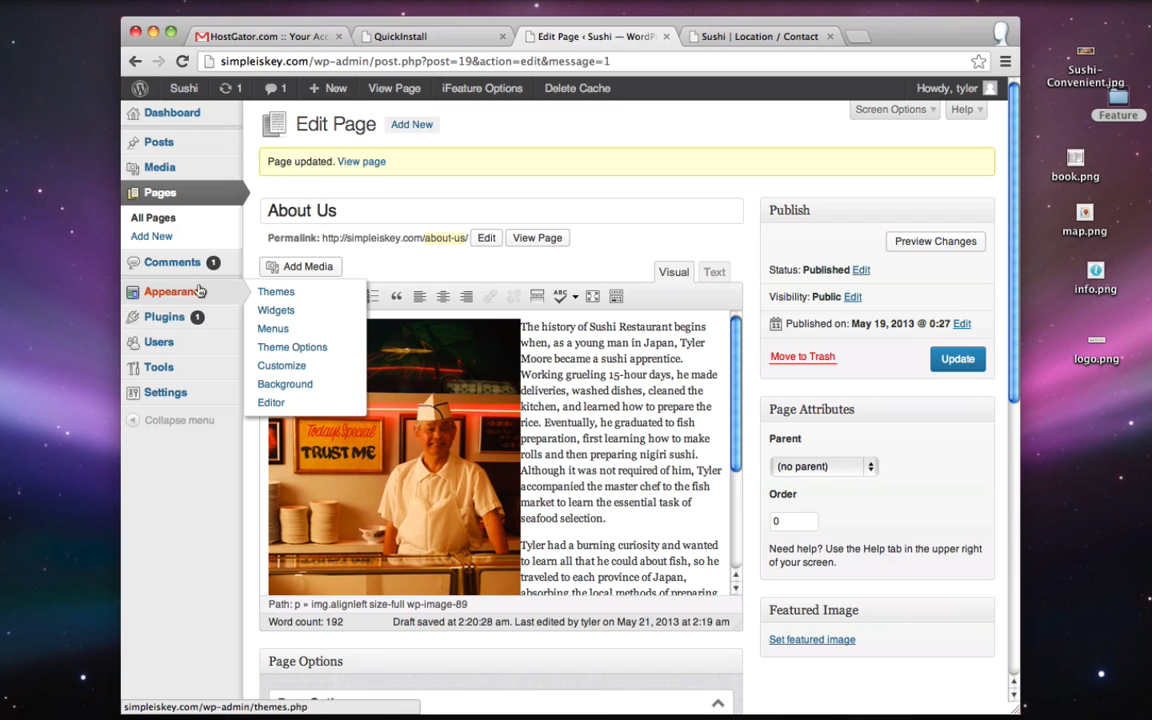 HostGator.com :: Your Acc
QuickInstall
Edit Page ‹ Sushi — WordP
Sushi | Location / Contact
simpleiskey.com/wp-admin/post.php?post=19&action=edit&message=1
Sushi
1
1
New
View Page
iFeature Options
Delete Cache
Howdy, tyler
Dashboard
Posts
Media
Pages
All Pages
Add New
Comments 1
Appearan
Plugins 1
Users
Tools
Settings
Collapse menu
Themes
Widgets
Menus
Theme Options
Customize
Background
Editor
Screen Options
Help
Edit Page
Add New
Page updated. View page
About Us
Permalink: http://simpleiskey.com/about-us/
Edit
View Page
Add Media
Visual
Text
ABC
Today's Special
TRUST ME
The history of Sushi Restaurant begins
when, as a young man in Japan, Tyler
Moore became a sushi apprentice.
Working grueling 15-hour days, he made
deliveries, washed dishes, cleaned the
kitchen, and learned how to prepare the
rice. Eventually, he graduated to fish
preparation, first learning how to make
rolls and then preparing nigiri sushi.
Although it was not required of him, Tyler
accompanied the master chef to the fish
market to learn the essential task of
seafood selection.
Tyler had a burning curiosity and wanted
to learn all that he could about fish, so he
traveled to each province of Japan,
absorbing the local methods of preparing
Path: p » img.alignleft size-full wp-image-89
Word count: 192
Draft saved at 2:20:28 am. Last edited by tyler on May 21, 2013 at 2:19 am
Page Options
Publish
Preview Changes
Status: Published Edit
Visibility: Public Edit
Published on: May 19, 2013 @ 0:27 Edit
Move to Trash
Update
Page Attributes
Parent
(no parent)
Order
0
Need help? Use the Help tab in the upper right
of your screen.
Featured Image
Set featured image
simpleiskey.com/wp-admin/themes.php
Sushi-
Convenient.jpg
Feature
book.png
map.png
info.png
logo.png